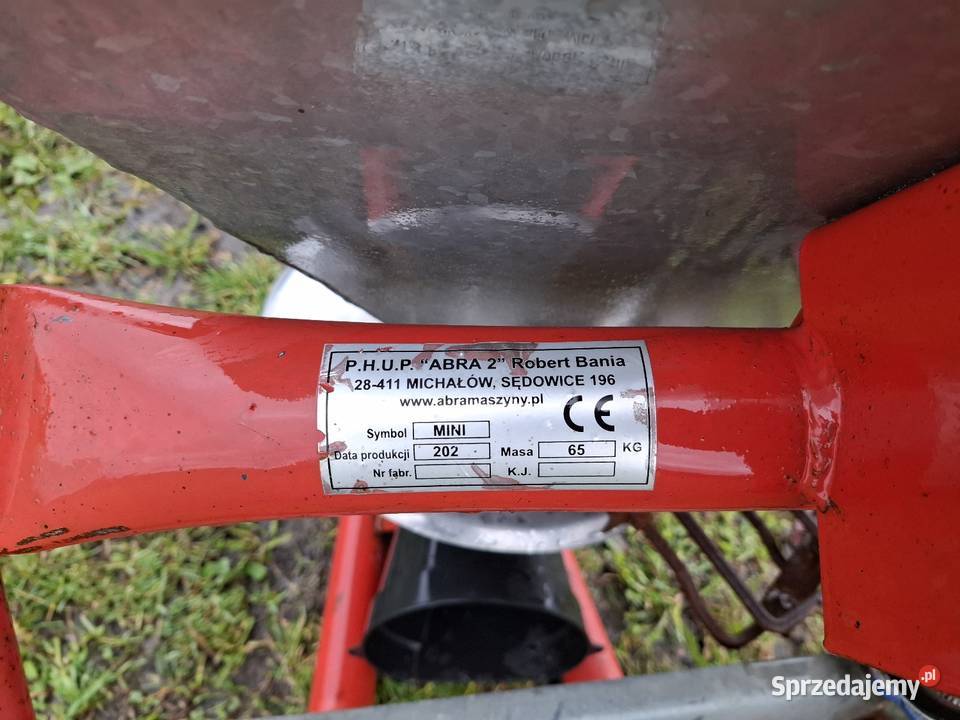 P.H.U.P. “ABRA 2” Robert Bania
28-411 MICHAŁÓW, SĘDOWICE 196
www.abramaszyny.pl
CE
Symbol MINI
Data produkcji 202 Masa 65 KG
Nr fabr. K.J.
Sprzedajemy.pl